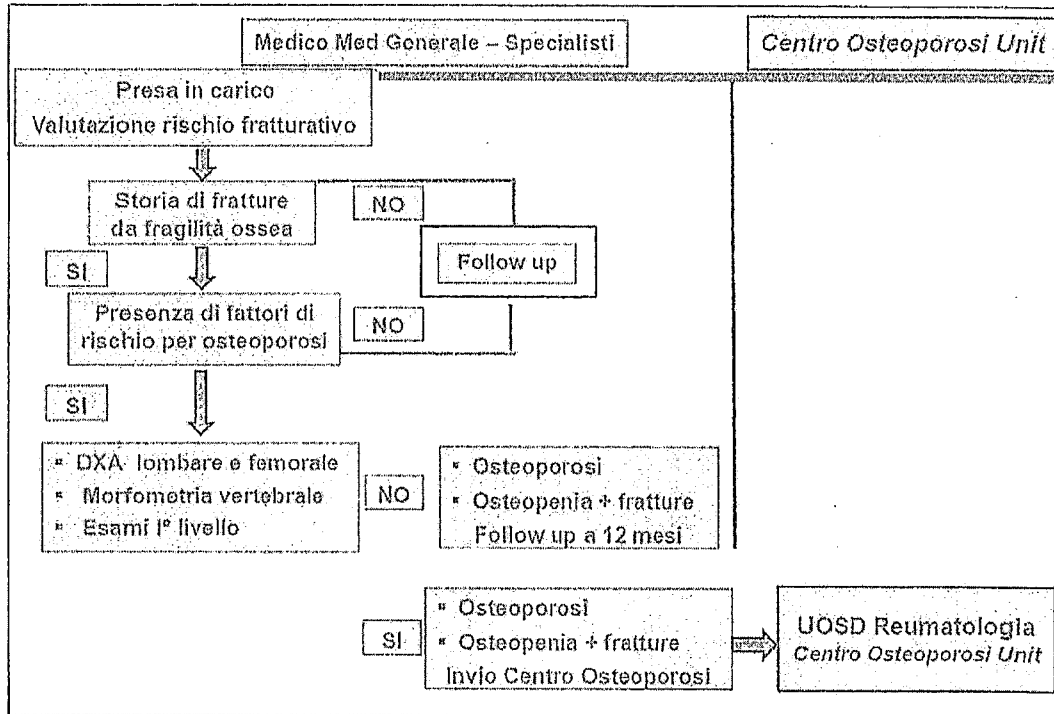 Medico Med Generale – Specialisti
Centro Osteoporosi Unit
Presa in carico
Valutazione rischio fratturativo
Storia di fratture
da fragilità ossea
NO
Follow up
SI
Presenza di fattori di
rischio per osteoporosi
NO
SI
▪ DXA lombare e femorale
▪ Morfometria vertebrale
▪ Esami I° livello
NO
▪ Osteoporosi
▪ Osteopenia + fratture
Follow up a 12 mesi
SI
▪ Osteoporosi
▪ Osteopenia + fratture
Invio Centro Osteoporosi
UOSD Reumatologia
Centro Osteoporosi Unit